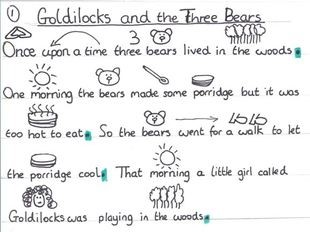 1 Goldilocks and the Three Bears
3
Once upon a time three bears lived in the woods.
One morning the bears made some porridge but it was
too hot to eat. So the bears went for a walk to let
the porridge cool. That morning a little girl called
Goldilocks was playing in the woods.